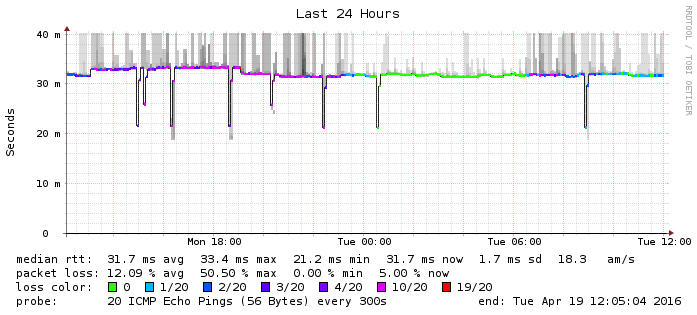 Last 24 Hours
RRDTOOL / TOBI OETIKER
Seconds
40 m
30 m
20 m
10 m
0
Mon 18:00 Tue 00:00 Tue 06:00 Tue 12:00
median rtt: 31.7 ms avg 33.4 ms max 21.2 ms min 31.7 ms now 1.7 ms sd 18.3 am/s
packet loss: 12.09 % avg 50.50 % max 0.00 % min 5.00 % now
loss color: 0 1/20 2/20 3/20 4/20 10/20 19/20
probe: 20 ICMP Echo Pings (56 Bytes) every 300s end: Tue Apr 19 12:05:04 2016